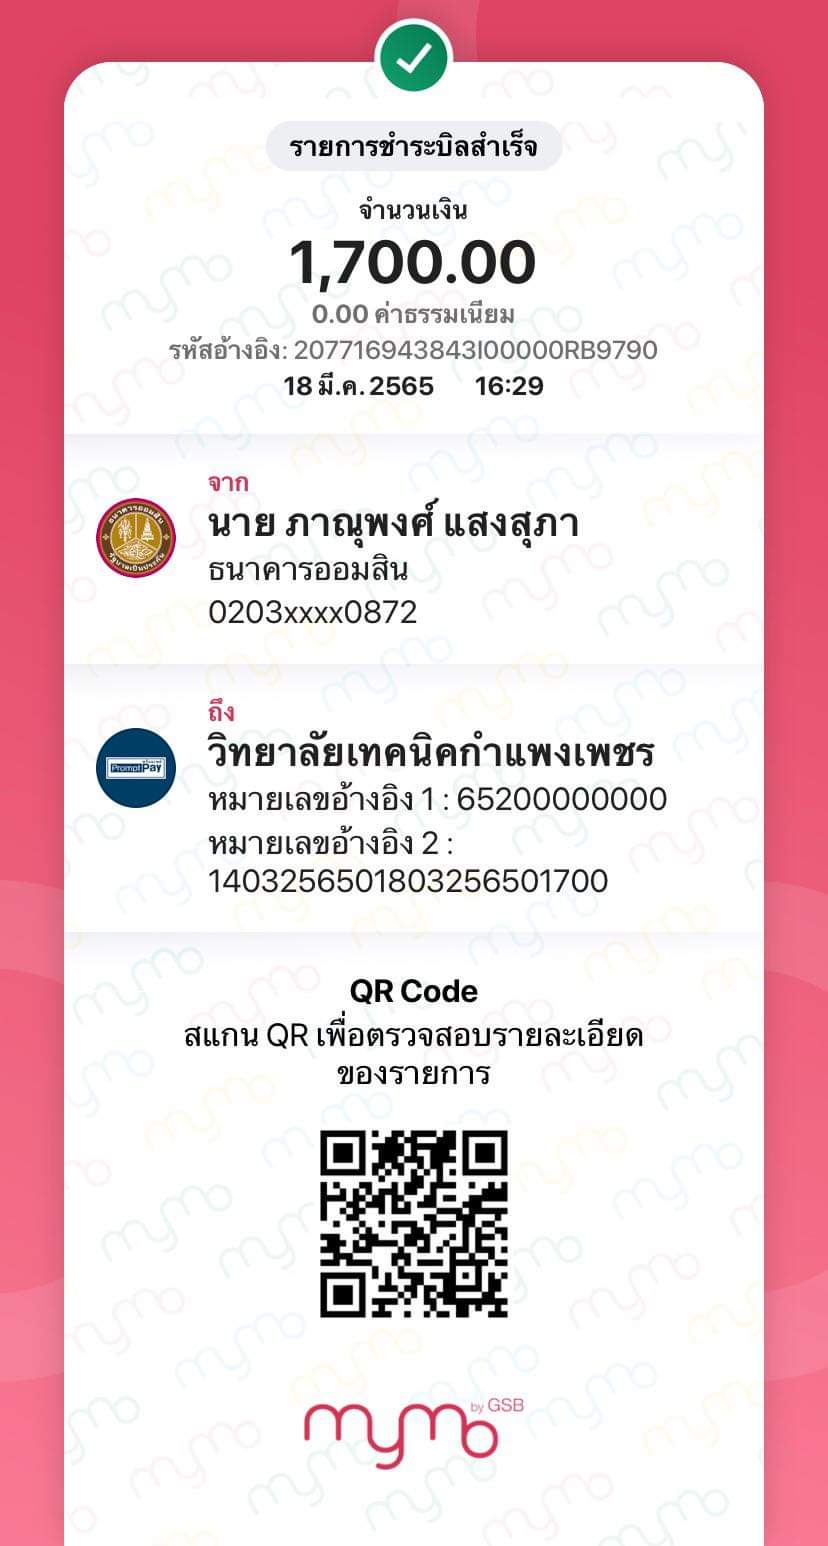 รายการชำระบิลสำเร็จ
จำนวนเงิน
1,700.00
0.00 ค่าธรรมเนียม
รหัสอ้างอิง: 207716943843I00000RB9790
18 มี.ค. 2565 16:29
จาก
นาย ภาณุพงศ์ แสงสุภา
ธนาคารออมสิน
0203xxxx0872
ถึง
PromptPay
วิทยาลัยเทคนิคกำแพงเพชร
หมายเลขอ้างอิง 1 : 65200000000
หมายเลขอ้างอิง 2 :
1403256501803256501700
QR Code
สแกน QR เพื่อตรวจสอบรายละเอียด
ของรายการ
mymo by GSB